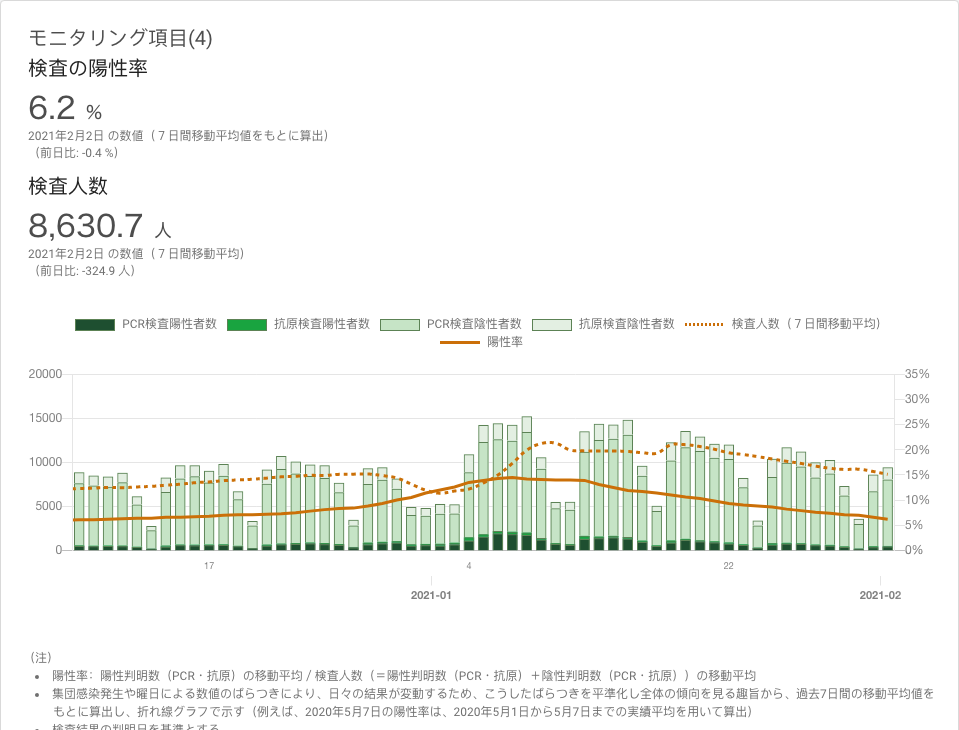 モニタリング項目(4)
検査の陽性率
6.2 %
2021年2月2日 の数値（７日間移動平均値をもとに算出）
（前日比: -0.4 %）
検査人数
8,630.7 人
2021年2月2日 の数値（７日間移動平均）
（前日比: -324.9 人）
PCR検査陽性者数 抗原検査陽性者数 PCR検査陰性者数 抗原検査陰性者数 検査人数（７日間移動平均）
陽性率
20000 35%
30%
15000 25%
20%
10000
15%
5000 10%
5%
0 0%
17 4 22
2021-01 2021-02
（注）
• 陽性率：陽性判明数（PCR・抗原）の移動平均 / 検査人数（＝陽性判明数（PCR・抗原）＋陰性判明数（PCR・抗原））の移動平均
• 集団感染発生や曜日による数値のばらつきにより、日々の結果が変動するため、こうしたばらつきを平準化し全体の傾向を見る趣旨から、過去7日間の移動平均値を
もとに算出し、折れ線グラフで示す（例えば、2020年5月7日の陽性率は、2020年5月1日から5月7日までの実績平均を用いて算出）
• 検査結果の判明日を基準とする